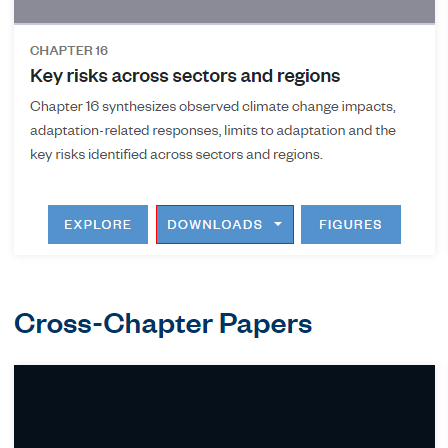 CHAPTER 16
Key risks across sectors and regions
Chapter 16 synthesizes observed climate change impacts,
adaptation-related responses, limits to adaptation and the
key risks identified across sectors and regions.
EXPLORE
DOWNLOADS
FIGURES
Cross-Chapter Papers